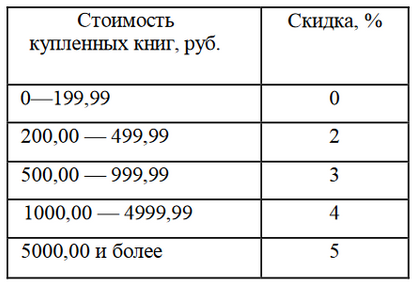 Стоимость
купленных книг, руб.
Скидка, %
0—199,99
0
200,00 — 499,99
2
500,00 — 999,99
3
1000,00 — 4999,99
4
5000,00 и более
5